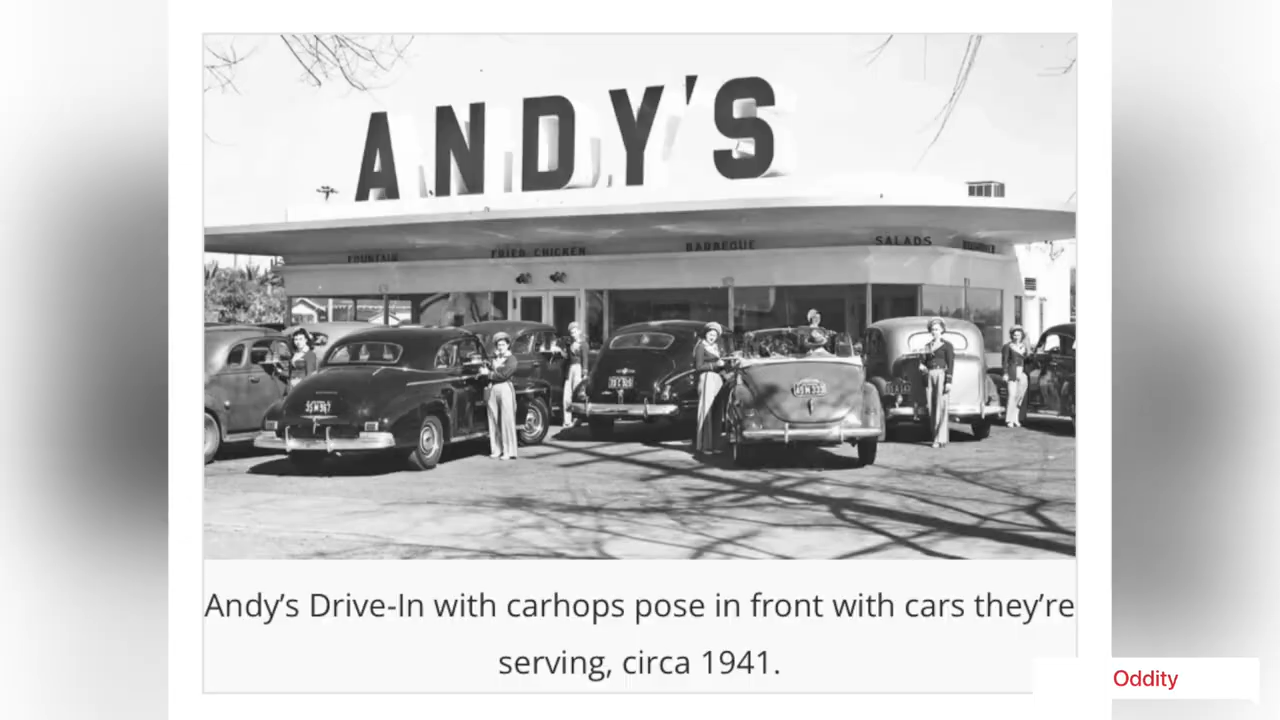 ANDY'S
FOUNTAIN
FRIED CHICKEN
BARBEQUE
SALADS
Andy’s Drive-In with carhops pose in front with cars they’re
serving, circa 1941.
Oddity